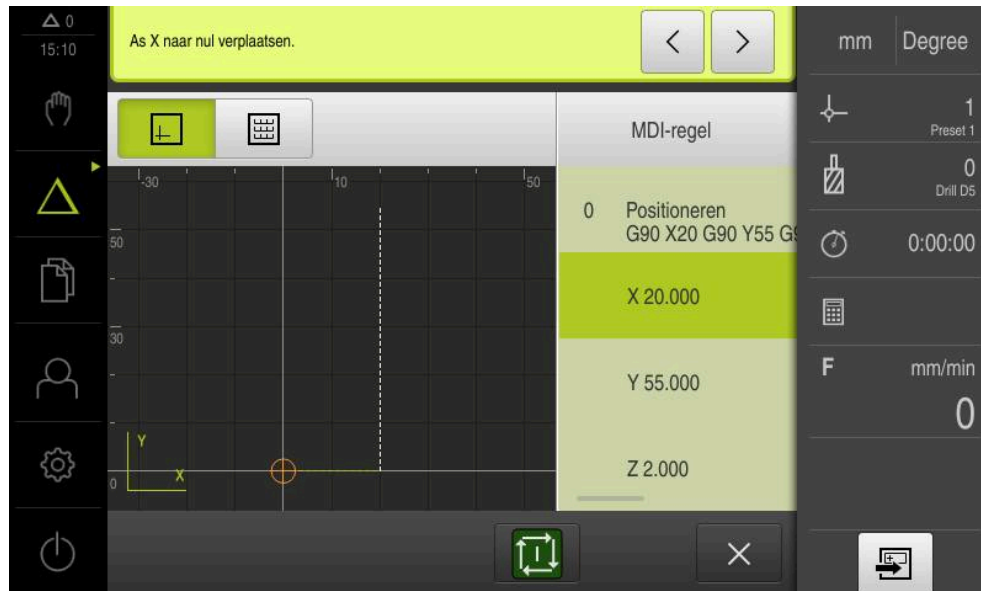 0
15:10
As X naar nul verplaatsen.
mm
Degree
1
Preset 1
0
Drill D5
0:00:00
F
mm/min
0
MDI-regel
0
Positioneren
G90 X20 G90 Y55 G
X 20.000
Y 55.000
Z 2.000
-30
10
50
50
30
0
Y
X